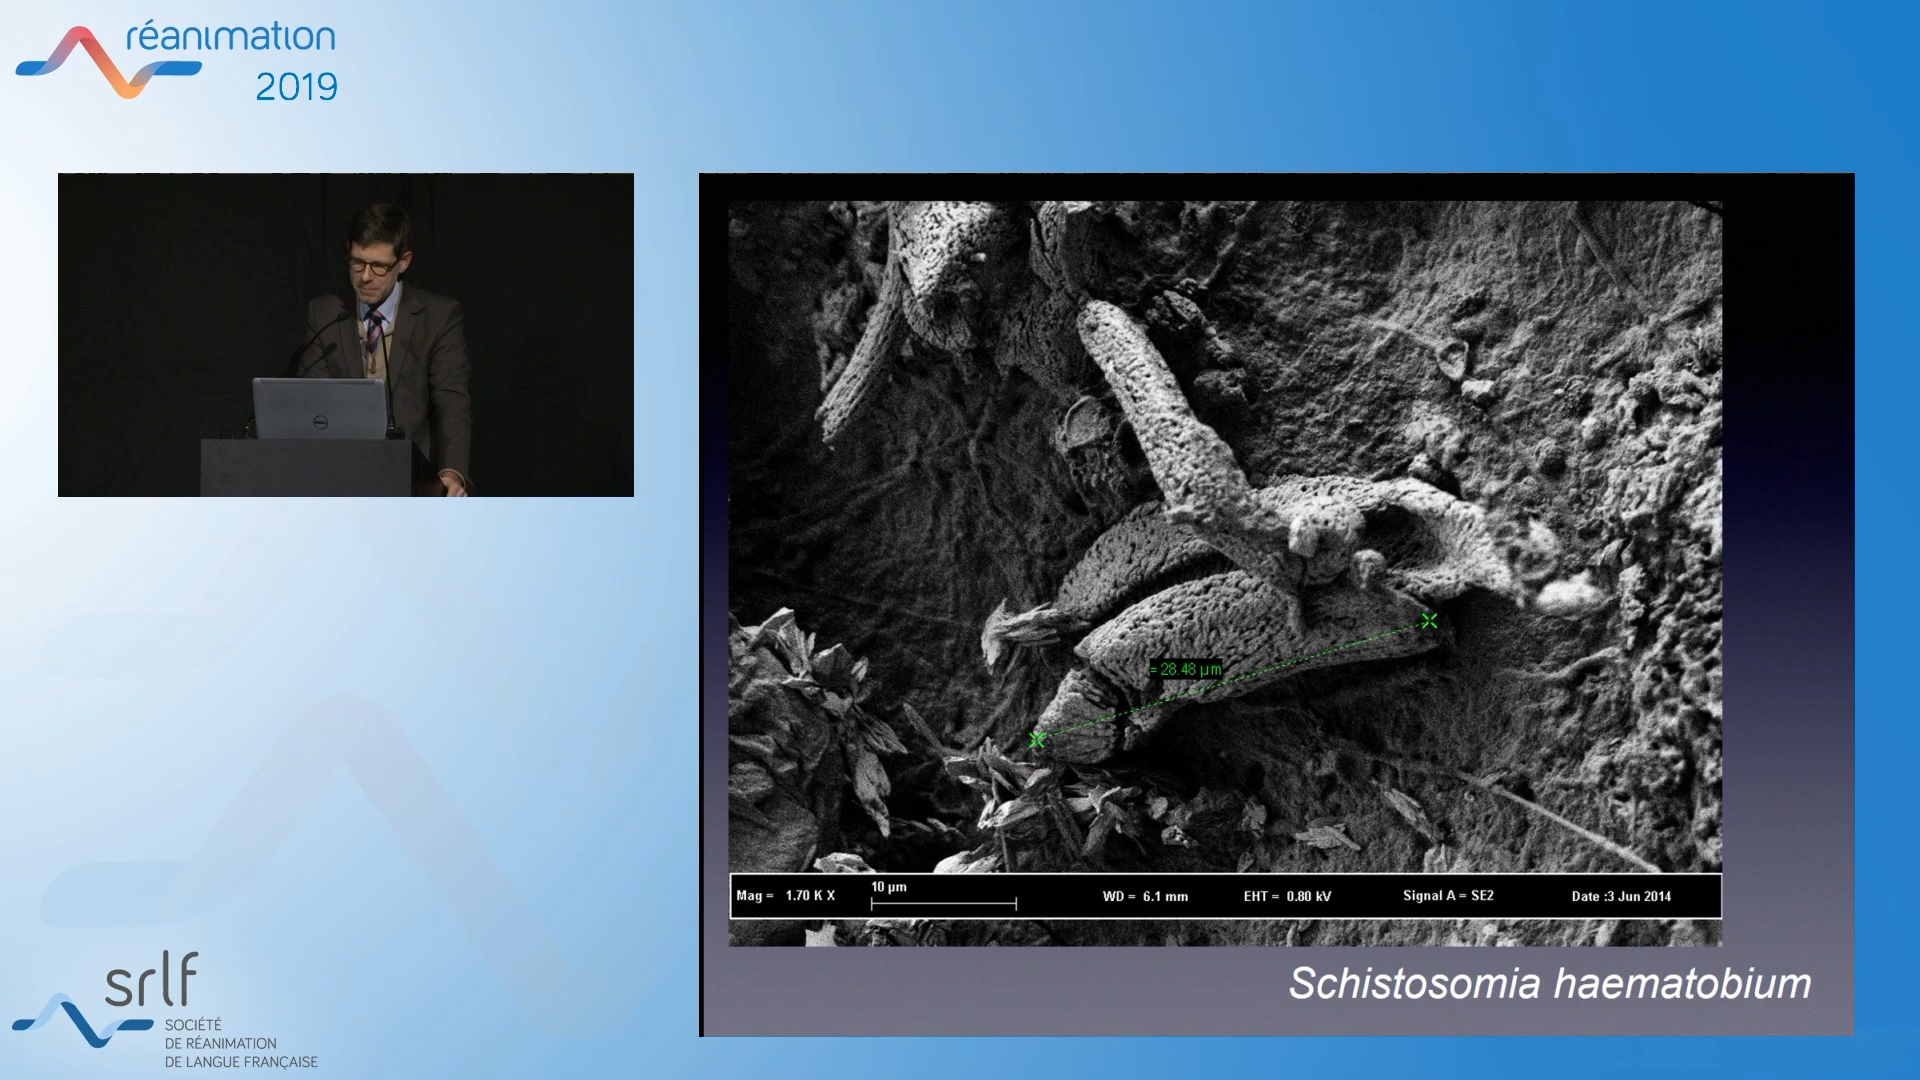 réanimation
2019
= 28.48 µm
Mag = 1.70 K X
10 µm
WD = 6.1 mm
EHT = 0.80 kV
Signal A = SE2
Date :3 Jun 2014
Schistosomia haematobium
srlf
SOCIÉTÉ
DE RÉANIMATION
DE LANGUE FRANÇAISE